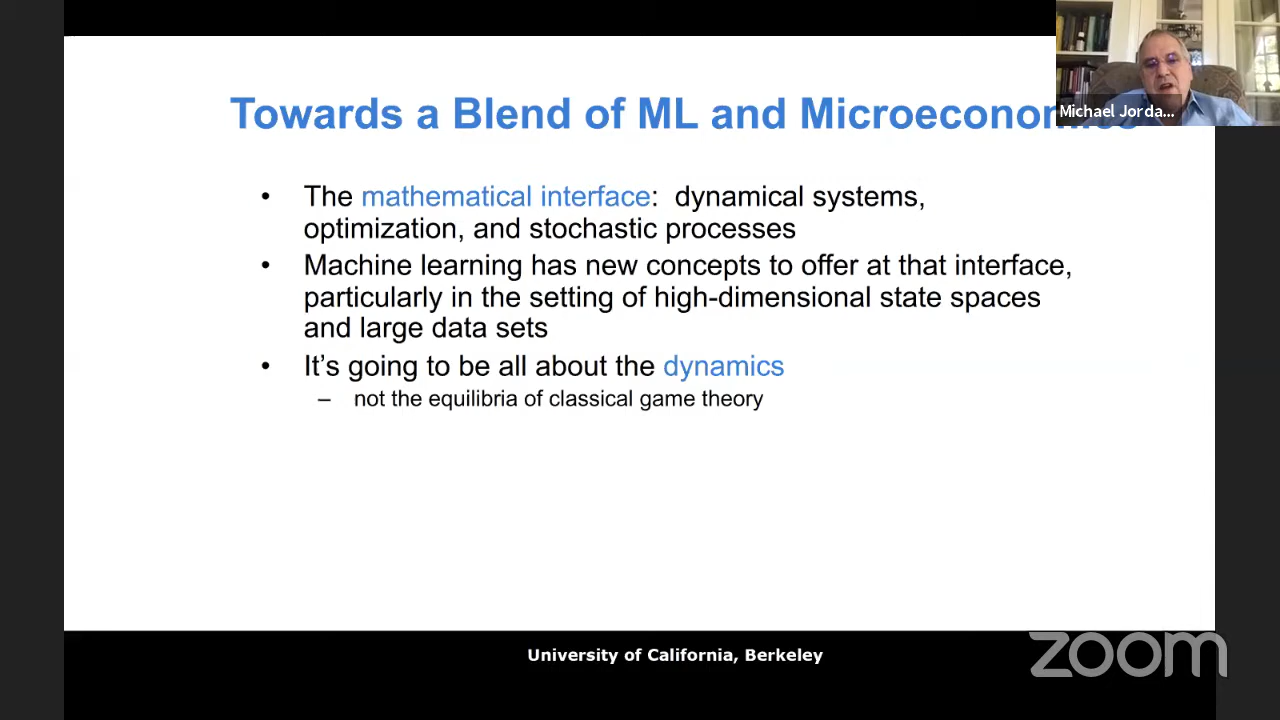 Towards a Blend of ML and
Michael Jorda...
• The mathematical interface: dynamical systems,
optimization, and stochastic processes
• Machine learning has new concepts to offer at that interface,
particularly in the setting of high-dimensional state spaces
and large data sets
• It's going to be all about the dynamics
– not the equilibria of classical game theory
University of California, Berkeley
zoom